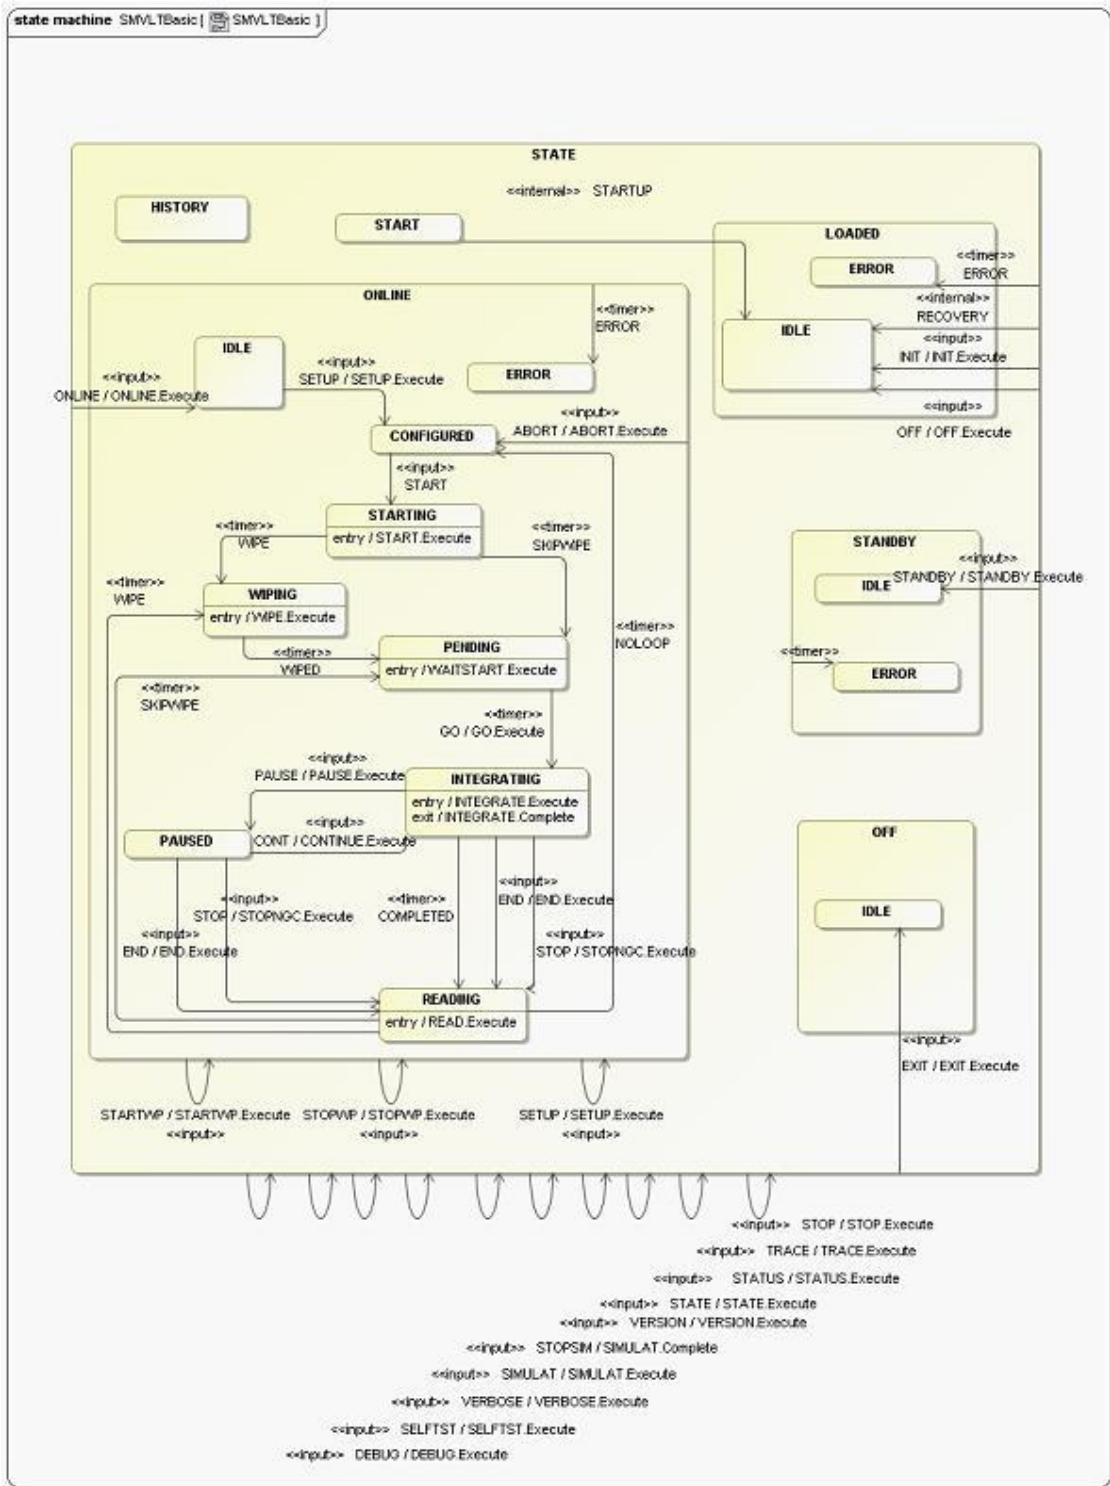 state machine SMVLTBasic [ SMVLTBasic ]
STATE
<<internal>> STARTUP
HISTORY
START
LOADED
ERROR
<<timer>>
ERROR
<<internal>>
RECOVERY
IDLE
<<input>>
INIT / INIT.Execute
<<input>>
OFF / OFF.Execute
ONLINE
<<timer>>
ERROR
IDLE
<<input>>
SETUP / SETUP.Execute
ERROR
<<input>>
ONLINE / ONLINE.Execute
<<input>>
ABORT / ABORT.Execute
CONFIGURED
<<input>>
START
STARTING
entry / START.Execute
<<timer>>
WIPE
<<timer>>
SKIPWIPE
<<timer>>
WIPE
WIPING
entry / WIPE.Execute
<<timer>>
WIPED
PENDING
entry / WAITSTART.Execute
<<timer>>
NOLOOP
<<timer>>
SKIPWIPE
<<timer>>
GO / GO.Execute
STANDBY
<<input>>
STANDBY / STANDBY.Execute
IDLE
<<timer>>
ERROR
<<input>>
PAUSE / PAUSE.Execute
INTEGRATING
entry / INTEGRATE.Execute
exit / INTEGRATE.Complete
<<input>>
CONT / CONTINUE.Execute
PAUSED
OFF
IDLE
<<input>>
STOP / STOPNGC.Execute
<<timer>>
COMPLETED
<<input>>
END / END.Execute
<<input>>
END / END.Execute
<<input>>
STOP / STOPNGC.Execute
READING
entry / READ.Execute
<<input>>
EXIT / EXIT.Execute
STARTWP / STARTWP.Execute
<<input>>
STOPWP / STOPWP.Execute
<<input>>
SETUP / SETUP.Execute
<<input>>
<<input>> STOP / STOP.Execute
<<input>> TRACE / TRACE.Execute
<<input>> STATUS / STATUS.Execute
<<input>> STATE / STATE.Execute
<<input>> VERSION / VERSION.Execute
<<input>> STOPSIM / SIMULAT.Complete
<<input>> SIMULAT / SIMULAT.Execute
<<input>> VERBOSE / VERBOSE.Execute
<<input>> SELFTST / SELFTST.Execute
<<input>> DEBUG / DEBUG.Execute